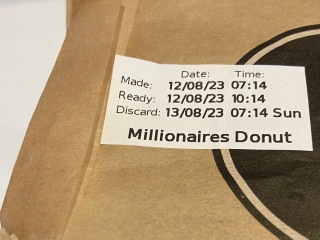 Date: Time:
Made: 12/08/23 07:14
Ready: 12/08/23 10:14
Discard: 13/08/23 07:14 Sun
Millionaires Donut